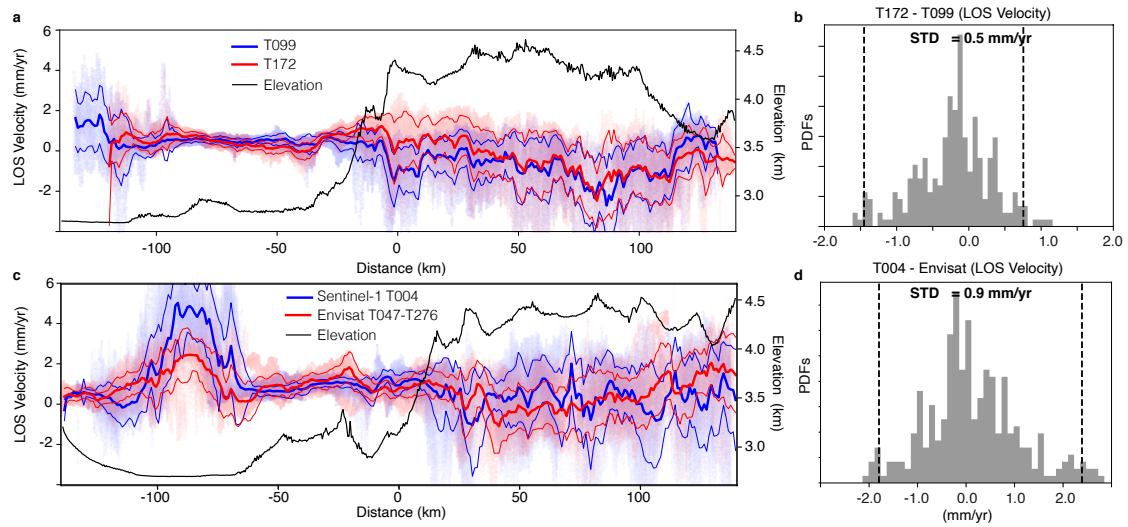 a
6
4
2
0
-2
LOS Velocity (mm/yr)
T099
T172
Elevation
4.5
4.0
3.5
3.0
Elevation (km)
-100
-50
0
50
100
Distance (km)
b
T172 - T099 (LOS Velocity)
STD = 0.5 mm/yr
PDFs
-2.0
-1.0
0.0
1.0
2.0
c
6
4
2
0
-2
LOS Velocity (mm/yr)
Sentinel-1 T004
Envisat T047-T276
Elevation
4.5
4.0
3.5
3.0
Elevation (km)
-100
-50
0
50
100
Distance (km)
d
T004 - Envisat (LOS Velocity)
STD = 0.9 mm/yr
PDFs
-2.0
-1.0
0.0
1.0
2.0
(mm/yr)